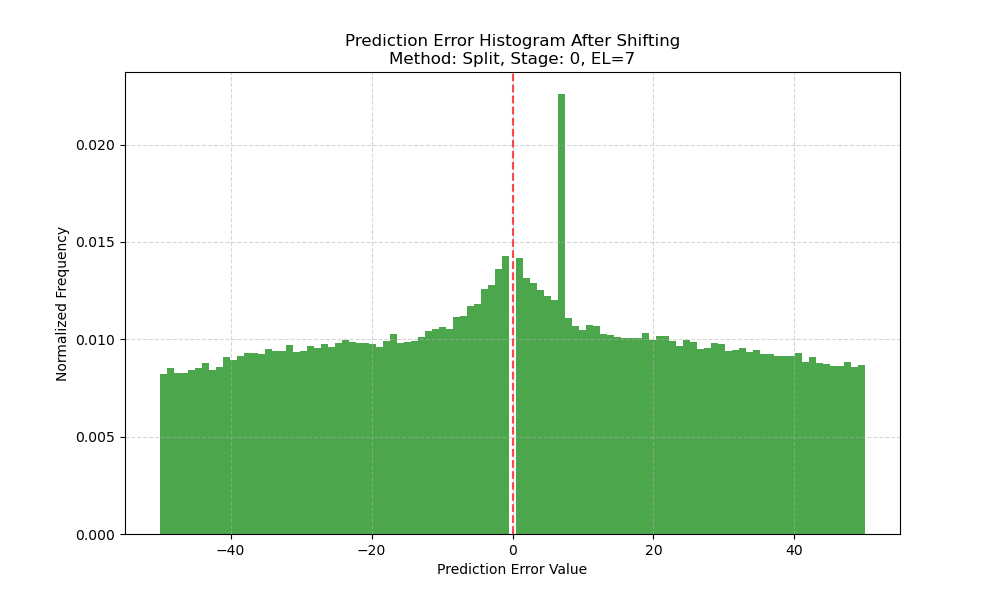 Prediction Error Histogram After Shifting
Method: Split, Stage: 0, EL=7
Normalized Frequency
0.020
0.015
0.010
0.005
0.000
−40
−20
0
20
40
Prediction Error Value